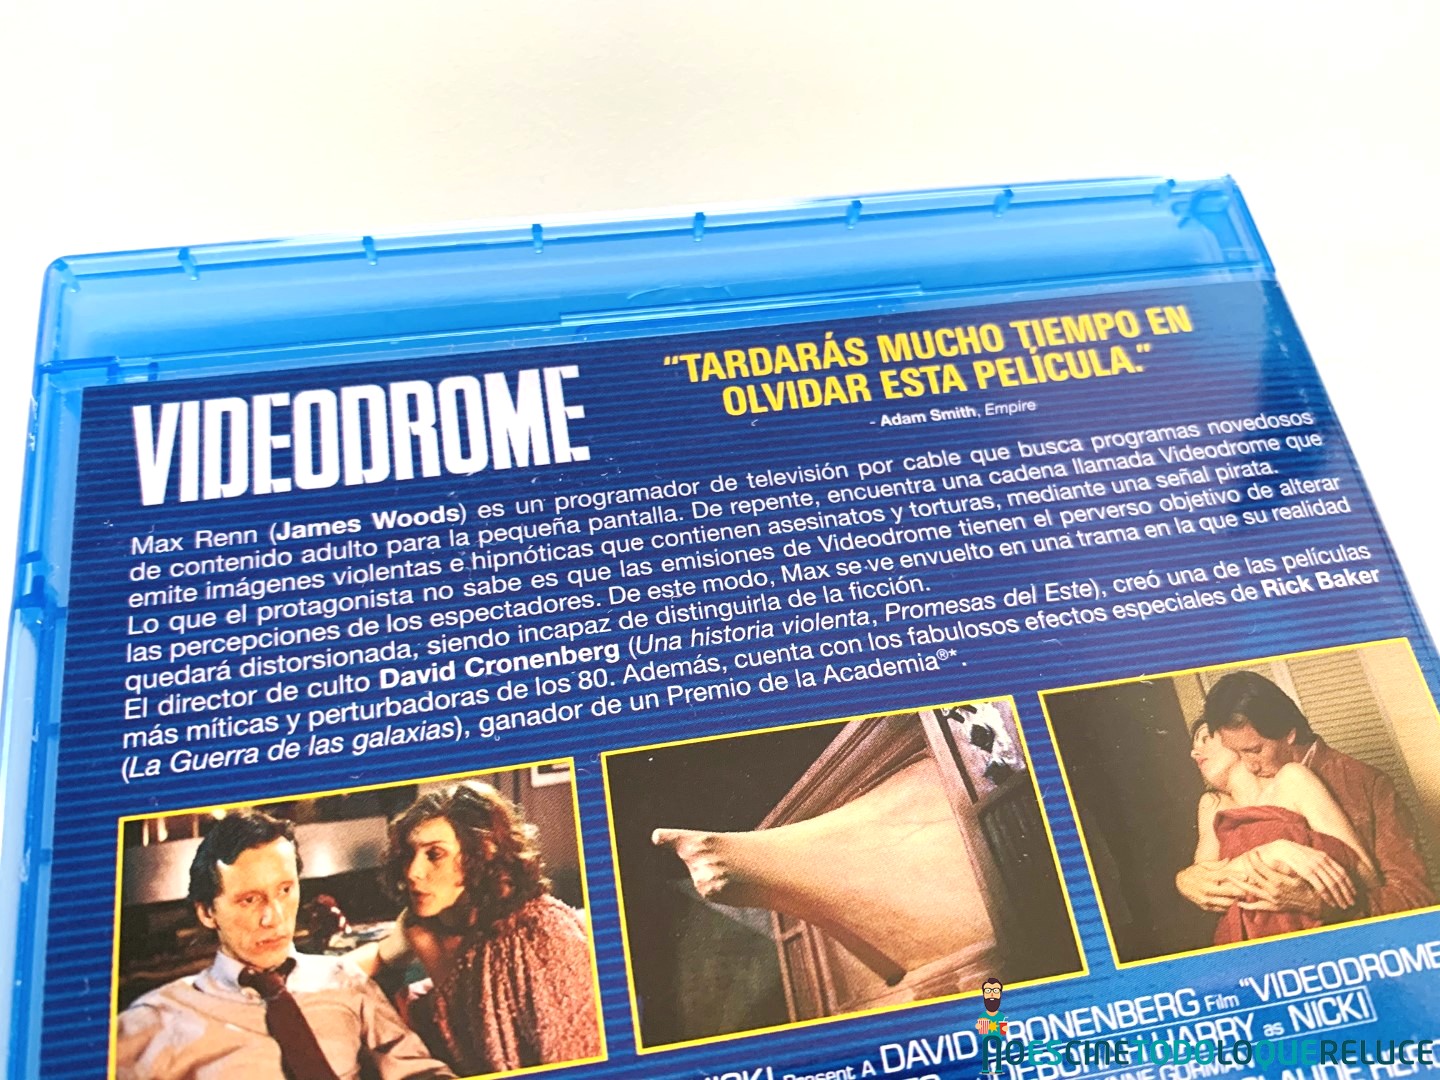 VIDEODROME
“TARDARÁS MUCHO TIEMPO EN
OLVIDAR ESTA PELÍCULA.”
- Adam Smith, Empire
Max Renn (James Woods) es un programador de televisión por cable que busca programas novedosos
de contenido adulto para la pequeña pantalla. De repente, encuentra una cadena llamada Videodrome que
emite imágenes violentas e hipnóticas que contienen asesinatos y torturas, mediante una señal pirata.
Lo que el protagonista no sabe es que las emisiones de Videodrome tienen el perverso objetivo de alterar
las percepciones de los espectadores. De este modo, Max se ve envuelto en una trama en la que su realidad
quedará distorsionada, siendo incapaz de distinguirla de la ficción.
El director de culto David Cronenberg (Una historia violenta, Promesas del Este), creó una de las películas
más míticas y perturbadoras de los 80. Además, cuenta con los fabulosos efectos especiales de Rick Baker
(La Guerra de las galaxias), ganador de un Premio de la Academia®*.
Present A DAVID CRONENBERG Film “VIDEODROME
DEBORAH HARRY as NICKI
NOESCINETODOLOQUERELUCE